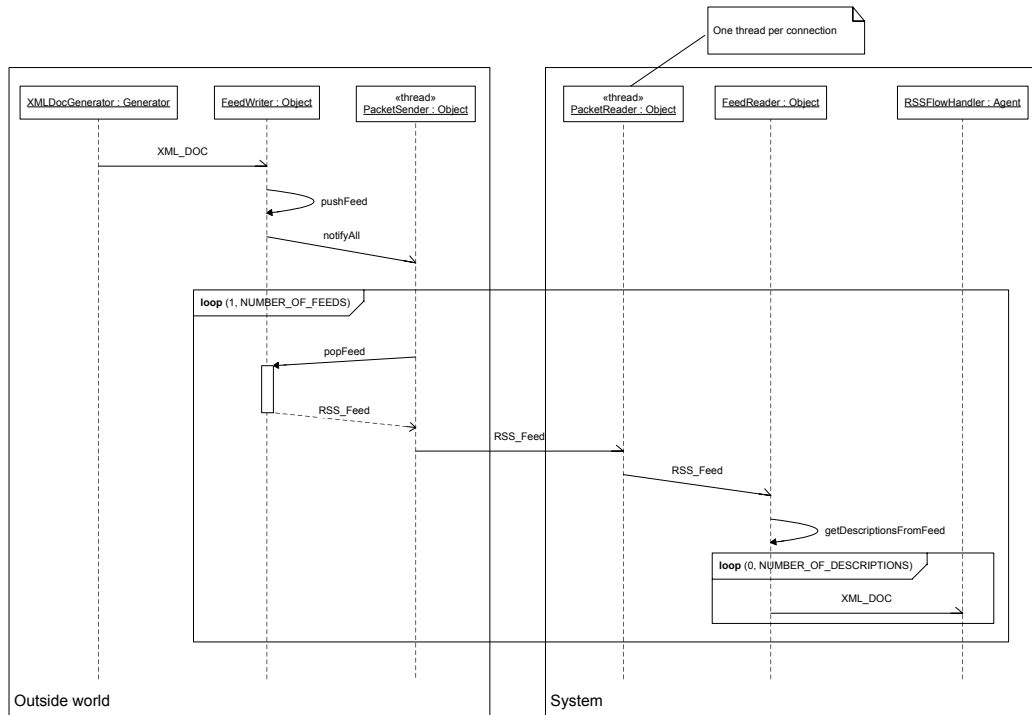 One thread per connection
XMLDocGenerator : Generator
FeedWriter : Object
«thread»
PacketSender : Object
«thread»
PacketReader : Object
FeedReader : Object
RSSFlowHandler : Agent
XML_DOC
pushFeed
notifyAll
loop (1, NUMBER_OF_FEEDS)
popFeed
RSS_Feed
RSS_Feed
RSS_Feed
getDescriptionsFromFeed
loop (0, NUMBER_OF_DESCRIPTIONS)
XML_DOC
Outside world
System